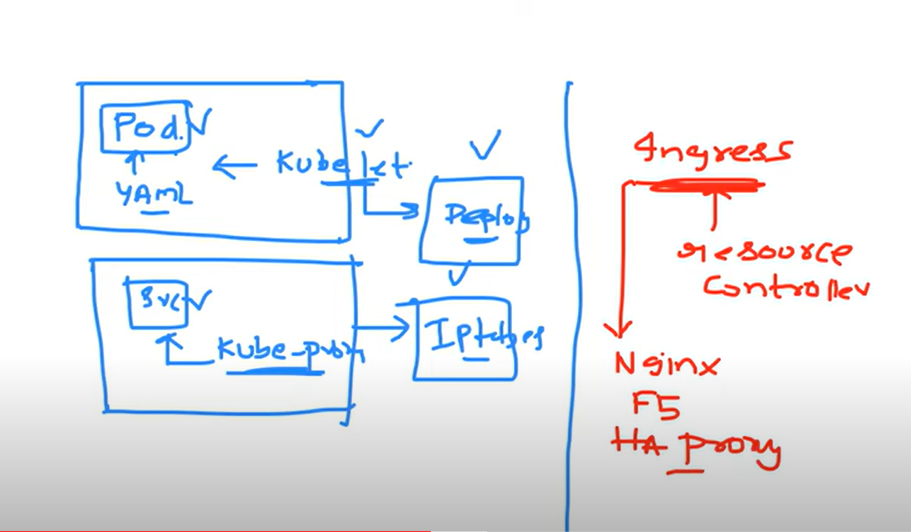 Pod.
YAML
Kubelet
Deploy
Svc
Kube-proxy
Iptables
Ingress
resource
Controller
Nginx
F5
HA proxy